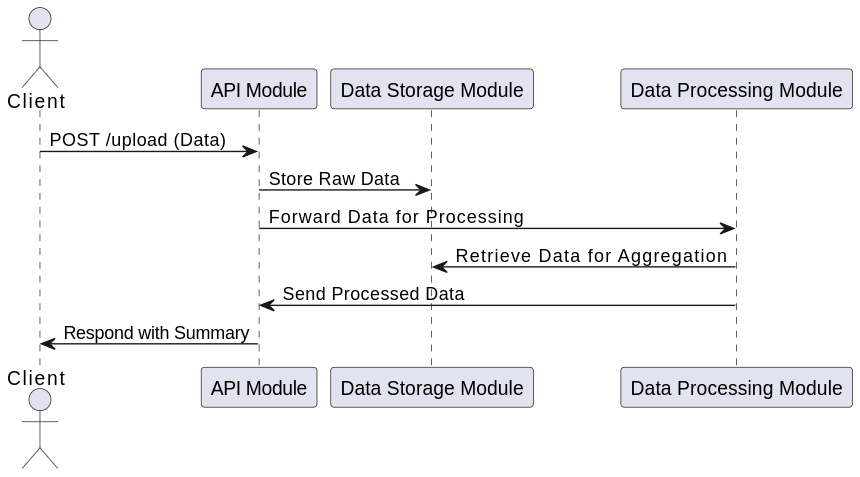 Client
API Module
Data Storage Module
Data Processing Module
POST /upload (Data)
Store Raw Data
Forward Data for Processing
Retrieve Data for Aggregation
Send Processed Data
Respond with Summary
Client
API Module
Data Storage Module
Data Processing Module